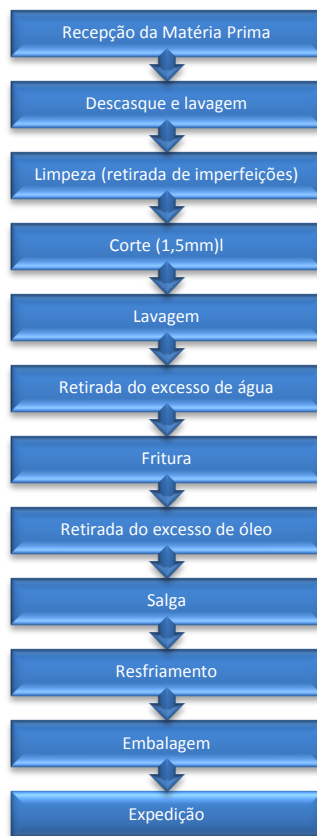 Recepção da Matéria Prima
Descasque e lavagem
Limpeza (retirada de imperfeições)
Corte (1,5mm)l
Lavagem
Retirada do excesso de água
Fritura
Retirada do excesso de óleo
Salga
Resfriamento
Embalagem
Expedição